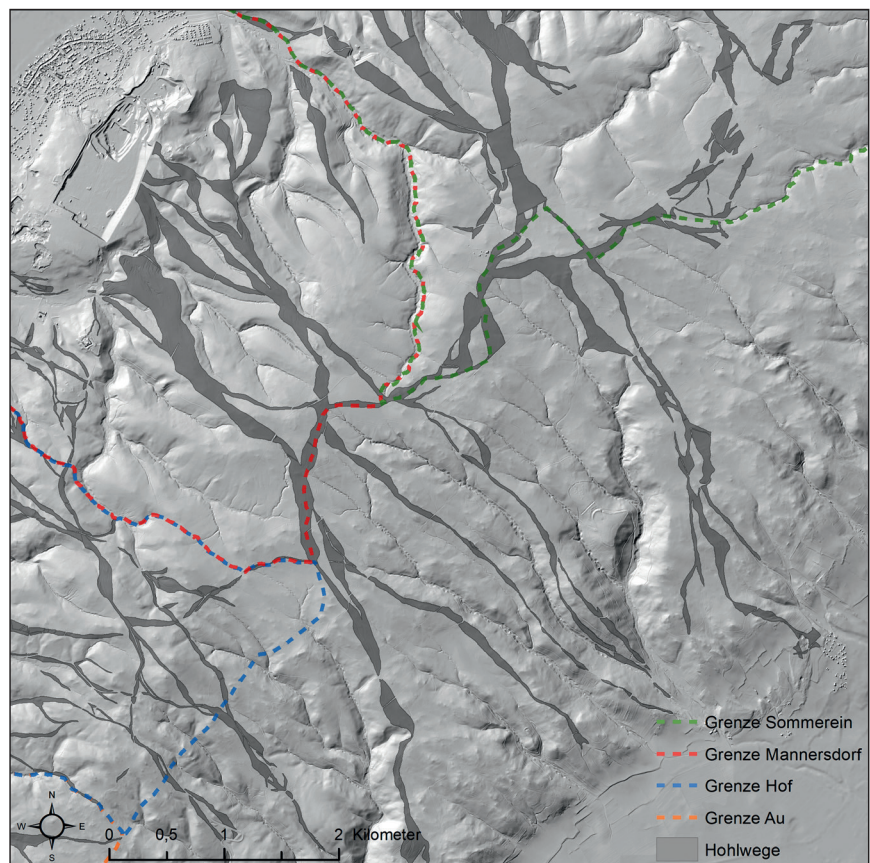 Grenze Sommerein
Grenze Mannersdorf
Grenze Hof
Grenze Au
Hohlwege
N
W E
S
0 0,5 1 2 Kilometer